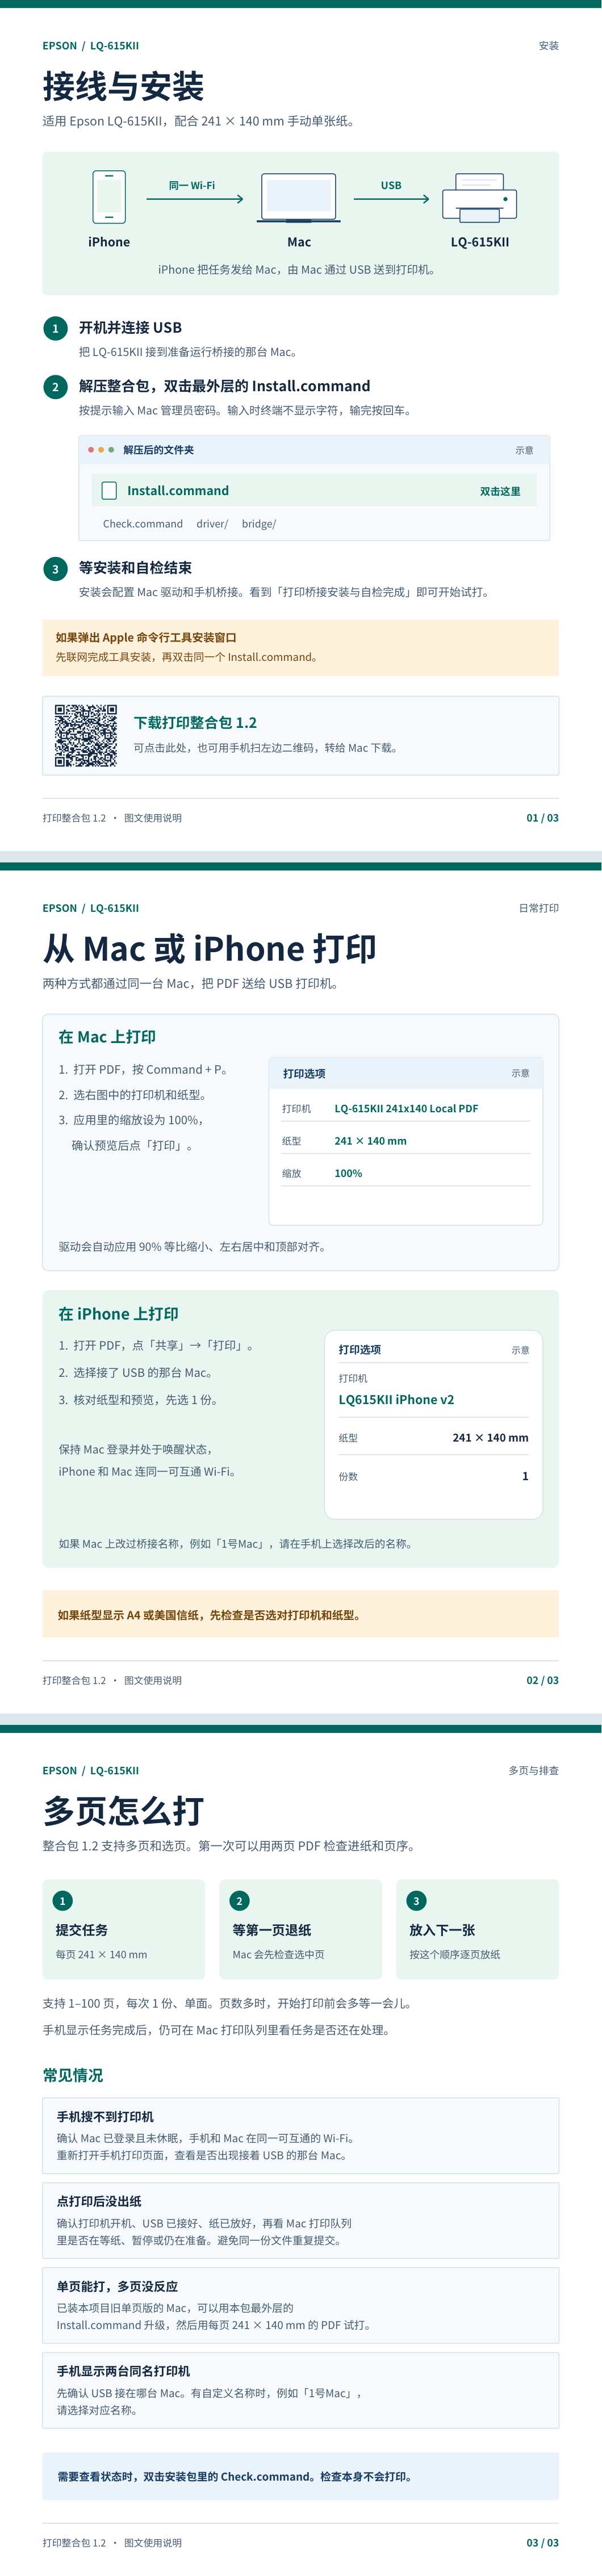 EPSON / LQ-615KII
安装
接线与安装
适用 Epson LQ-615KII，配合 241 × 140 mm 手动单张纸。
同一 Wi-Fi
USB
iPhone
Mac
LQ-615KII
iPhone 把任务发给 Mac，由 Mac 通过 USB 送到打印机。
1
开机并连接 USB
把 LQ-615KII 接到准备运行桥接的那台 Mac。
2
解压整合包，双击最外层的 Install.command
按提示输入 Mac 管理员密码。输入时终端不显示字符，输完按回车。
解压后的文件夹
示意
Install.command
双击这里
Check.command driver/ bridge/
3
等安装和自检结束
安装会配置 Mac 驱动和手机桥接。看到「打印桥接安装与自检完成」即可开始试打。
如果弹出 Apple 命令行工具安装窗口
先联网完成工具安装，再双击同一个 Install.command。
下载打印整合包 1.2
可点击此处，也可用手机扫左边二维码，转给 Mac 下载。
打印整合包 1.2 · 图文使用说明
01 / 03
EPSON / LQ-615KII
日常打印
从 Mac 或 iPhone 打印
两种方式都通过同一台 Mac，把 PDF 送给 USB 打印机。
在 Mac 上打印
1. 打开 PDF，按 Command + P。
2. 选右图中的打印机和纸型。
3. 应用里的缩放设为 100%，
确认预览后点「打印」。
打印选项
示意
打印机
LQ-615KII 241x140 Local PDF
纸型
241 × 140 mm
缩放
100%
驱动会自动应用 90% 等比缩小、左右居中和顶部对齐。
在 iPhone 上打印
1. 打开 PDF，点「共享」→「打印」。
2. 选择接了 USB 的那台 Mac。
3. 核对纸型和预览，先选 1 份。
保持 Mac 登录并处于唤醒状态，
iPhone 和 Mac 连同一可互通 Wi-Fi。
打印选项
示意
打印机
LQ615KII iPhone v2
纸型
241 × 140 mm
份数
1
如果 Mac 上改过桥接名称，例如「1号Mac」，请在手机上选择改后的名称。
如果纸型显示 A4 或美国信纸，先检查是否选对打印机和纸型。
打印整合包 1.2 · 图文使用说明
02 / 03
EPSON / LQ-615KII
多页与排查
多页怎么打
整合包 1.2 支持多页和选页。第一次可以用两页 PDF 检查进纸和页序。
1
提交任务
每页 241 × 140 mm
2
等第一页退纸
Mac 会先检查选中页
3
放入下一张
按这个顺序逐页放纸
支持 1–100 页，每次 1 份、单面。页数多时，开始打印前会多等一会儿。
手机显示任务完成后，仍可在 Mac 打印队列里看任务是否还在处理。
常见情况
手机搜不到打印机
确认 Mac 已登录且未休眠，手机和 Mac 在同一可互通的 Wi-Fi。
重新打开手机打印页面，查看是否出现接着 USB 的那台 Mac。
点打印后没出纸
确认打印机开机、USB 已接好、纸已放好，再看 Mac 打印队列
里是否在等纸、暂停或仍在准备。避免同一份文件重复提交。
单页能打，多页没反应
已装本项目旧单页版的 Mac，可以用本包最外层的
Install.command 升级，然后用每页 241 × 140 mm 的 PDF 试打。
手机显示两台同名打印机
先确认 USB 接在哪台 Mac。有自定义名称时，例如「1号Mac」，
请选择对应名称。
需要查看状态时，双击安装包里的 Check.command。检查本身不会打印。
打印整合包 1.2 · 图文使用说明
03 / 03